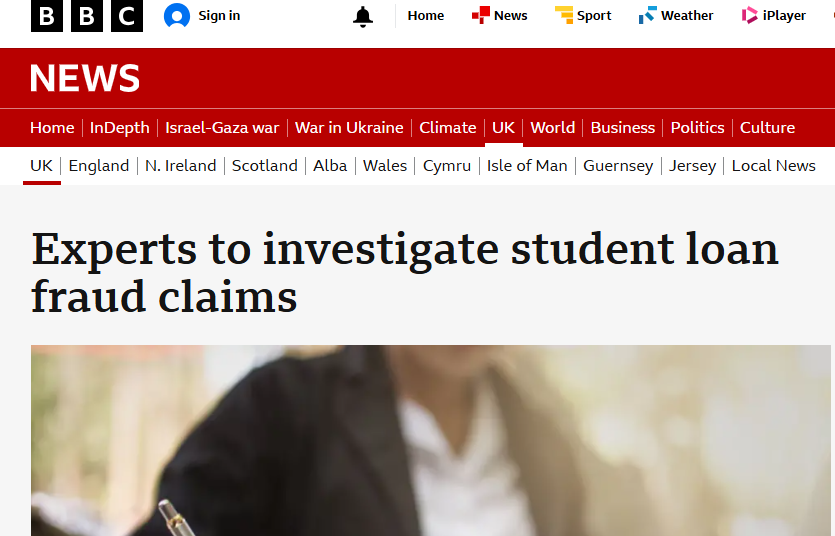 BBC Sign in Home News Sport Weather iPlayer
NEWS
Home InDepth Israel-Gaza war War in Ukraine Climate UK World Business Politics Culture
UK England N. Ireland Scotland Alba Wales Cymru Isle of Man Guernsey Jersey Local News
Experts to investigate student loan
fraud claims